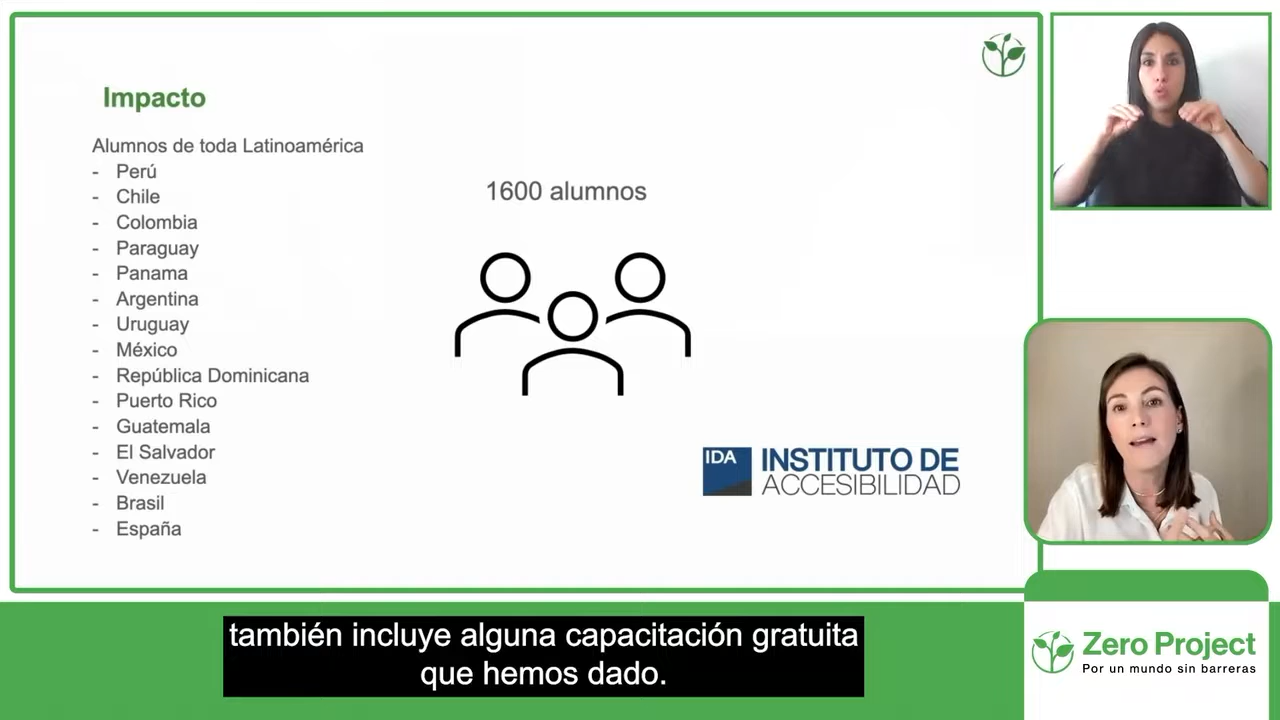 Impacto
Alumnos de toda Latinoamérica
- Perú
- Chile
- Colombia
- Paraguay
- Panama
- Argentina
- Uruguay
- México
- República Dominicana
- Puerto Rico
- Guatemala
- El Salvador
- Venezuela
- Brasil
- España
1600 alumnos
IDA
INSTITUTO DE
ACCESIBILIDAD
también incluye alguna capacitación gratuita
que hemos dado.
Zero Project
Por un mundo sin barreras